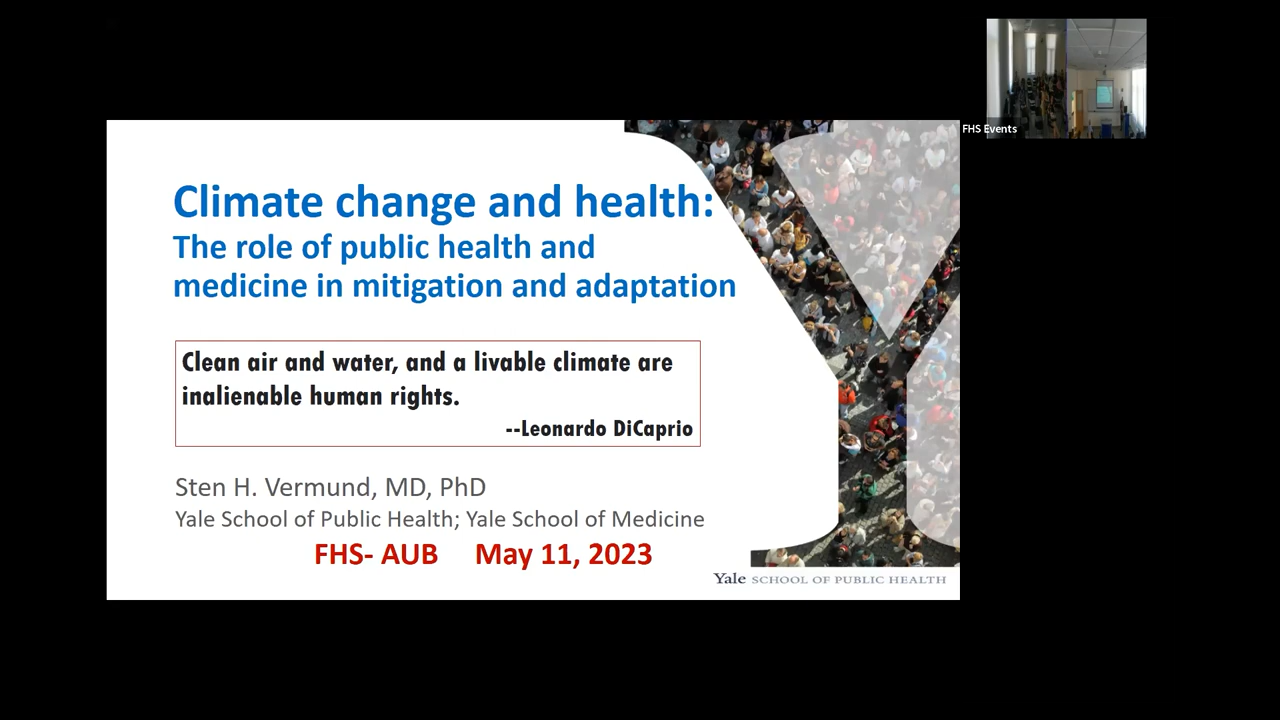 Climate change and health:
The role of public health and
medicine in mitigation and adaptation
Clean air and water, and a livable climate are
inalienable human rights.
--Leonardo DiCaprio
Sten H. Vermund, MD, PhD
Yale School of Public Health; Yale School of Medicine
FHS- AUB May 11, 2023
Yale SCHOOL OF PUBLIC HEALTH
FHS Events